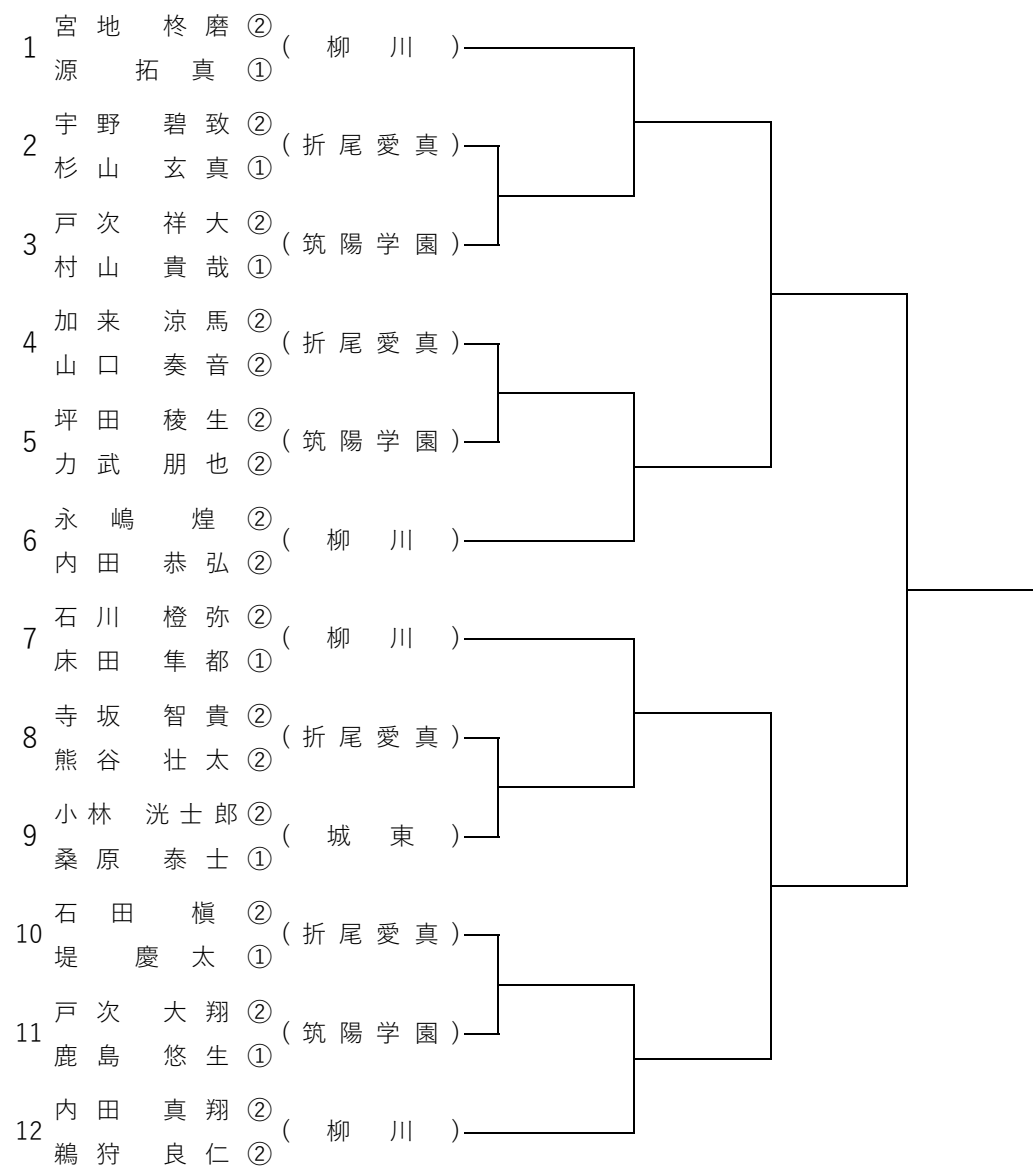 宮地 柊磨 ②
1 (柳川)
源 拓真 ①
宇野 碧致 ②
2 (折尾愛真)
杉山 玄真 ①
戸次 祥大 ②
3 (筑陽学園)
村山 貴哉 ①
加来 涼馬 ②
4 (折尾愛真)
山口 奏音 ②
坪田 稜生 ②
5 (筑陽学園)
力武 朋也 ②
永嶋 煌 ②
6 (柳川)
内田 恭弘 ②
石川 橙弥 ②
7 (柳川)
床田 隼都 ①
寺坂 智貴 ②
8 (折尾愛真)
熊谷 壮太 ②
小林 洸士郎 ②
9 (城東)
桑原 泰士 ①
石田 槇 ②
10 (折尾愛真)
堤 慶太 ①
戸次 大翔 ②
11 (筑陽学園)
鹿島 悠生 ①
内田 真翔 ②
12 (柳川)
鵜狩 良仁 ②